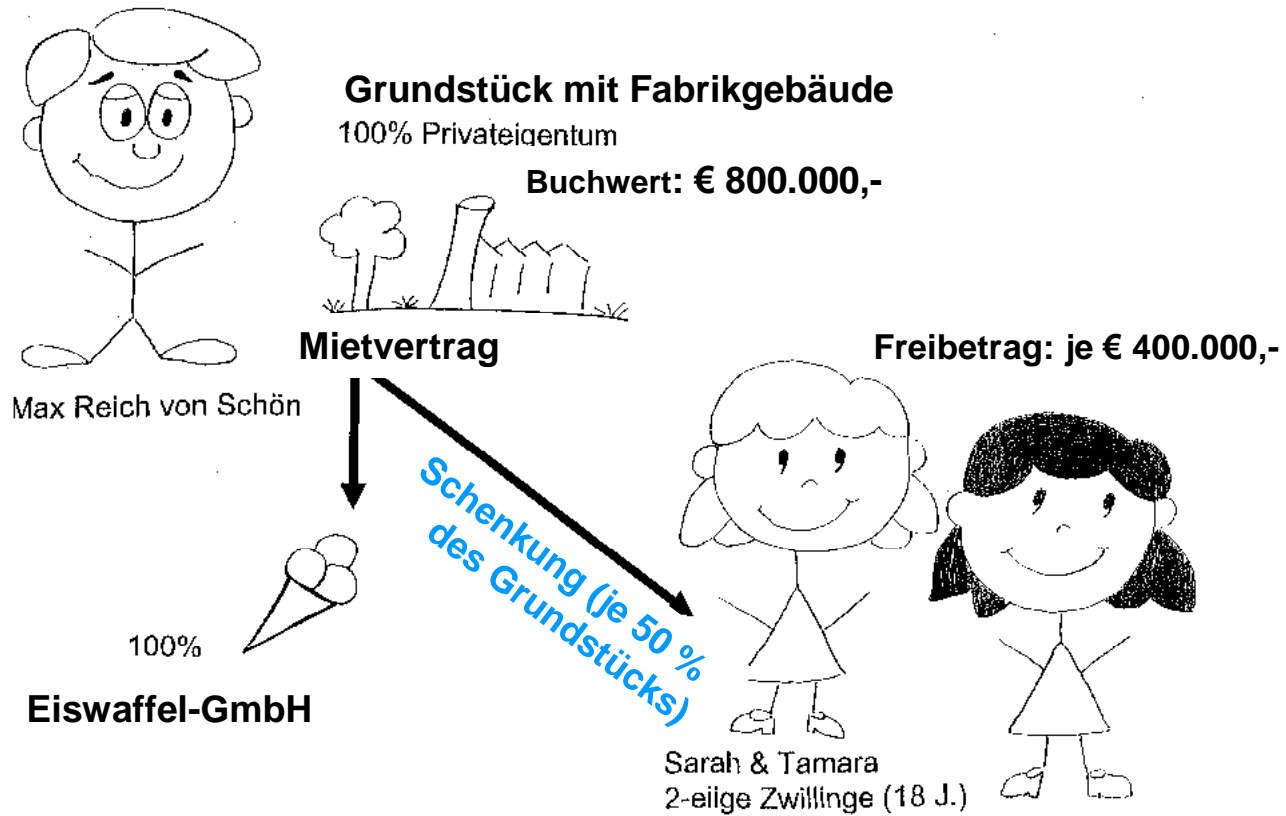 Grundstück mit Fabrikgebäude
100% Privateigentum
Buchwert: € 800.000,-
Mietvertrag
Freibetrag: je € 400.000,-
Max Reich von Schön
Schenkung (je 50 %
des Grundstücks)
100%
Eiswaffel-GmbH
Sarah & Tamara
2-eiige Zwillinge (18 J.)